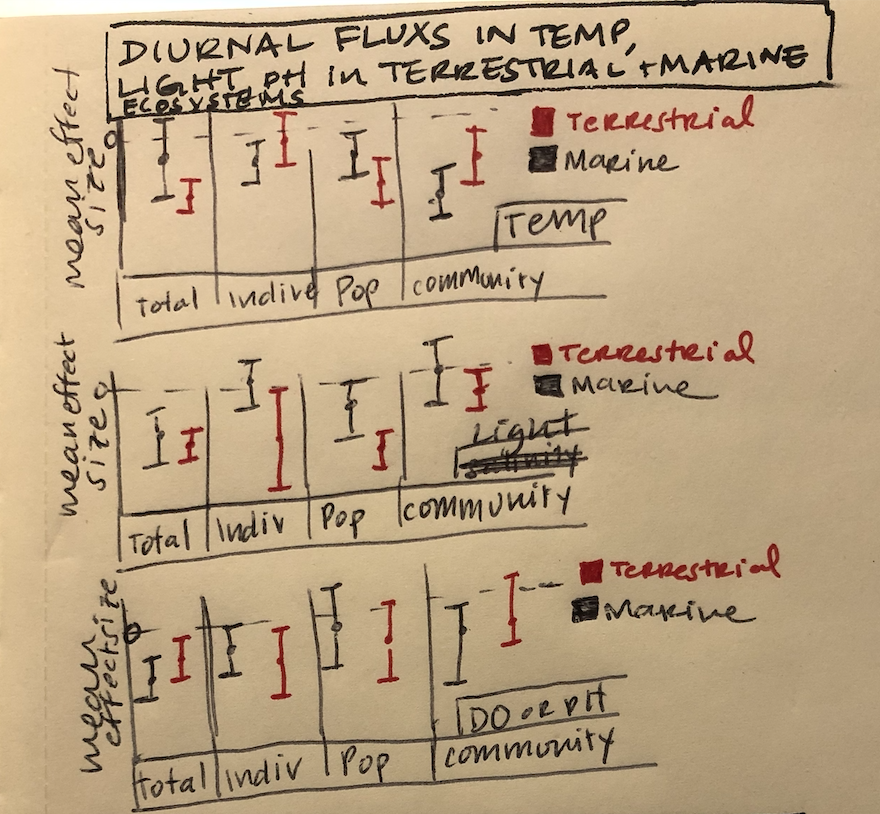 DIURNAL FLUXS IN TEMP,
LIGHT, pH in TERRESTRIAL + MARINE
ECOSYSTEMS
mean effect
size
0
Terrestrial
Marine
Temp
Total Indive Pop community
mean effect
size
0
Terrestrial
Marine
Light
salinity
Total Indiv Pop community
mean
effect size
0
Terrestrial
Marine
DO or pH
Total Indiv Pop community